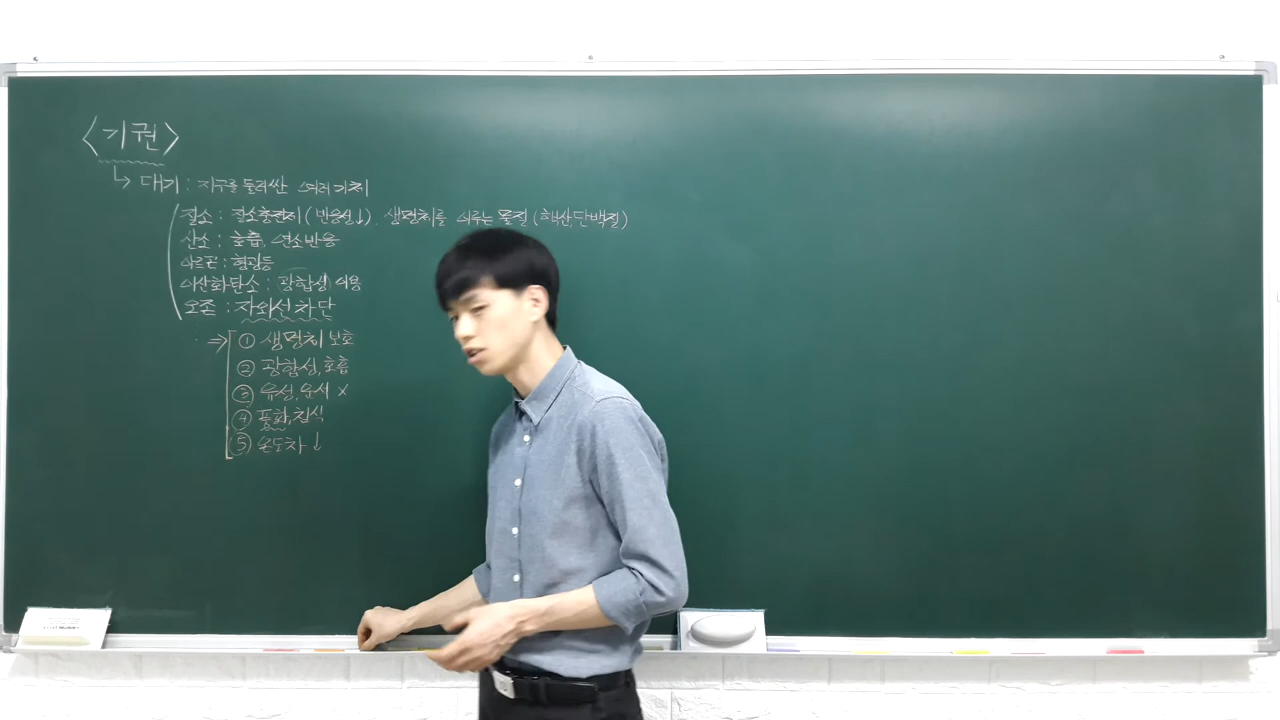 <기권>
↳ 대기 : 지구를 둘러싼 여러 기체
질소 : 질소충전제 (반응성↓), 생명체를 이루는 물질 (핵산,단백질)
산소 : 호흡, 연소반응
아르곤 : 형광등
이산화탄소 : 광합성 이용
오존 : 자외선 차단
⇒ ① 생명체 보호
② 광합성, 호흡
③ 유성, 운석 x
④ 풍화, 침식
⑤ 온도차 ↓